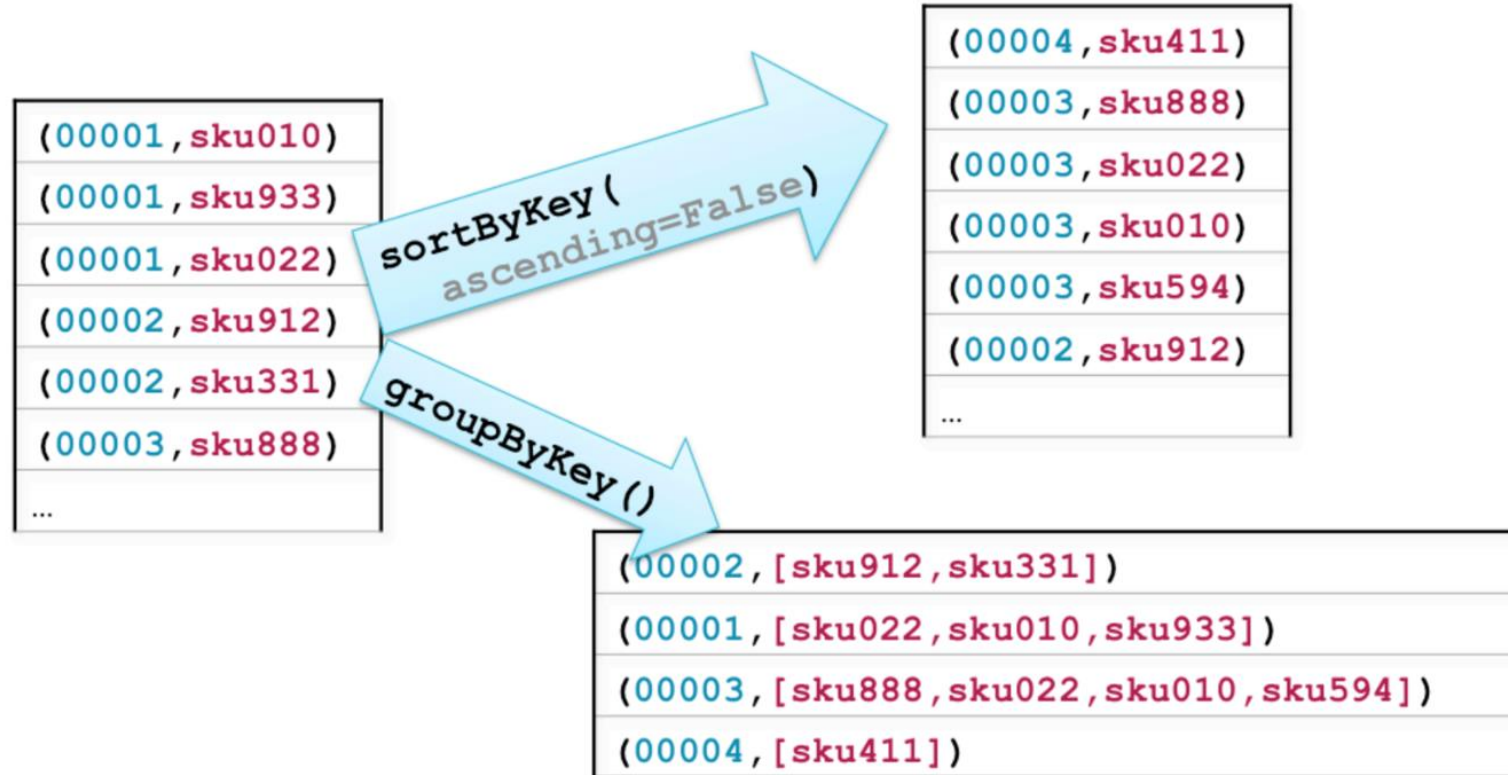 (00001,sku010)
(00001,sku933)
(00001,sku022)
(00002,sku912)
(00002,sku331)
(00003,sku888)
...
sortByKey(
ascending=False)
(00004,sku411)
(00003,sku888)
(00003,sku022)
(00003,sku010)
(00003,sku594)
(00002,sku912)
...
groupByKey()
(00002,[sku912,sku331])
(00001,[sku022,sku010,sku933])
(00003,[sku888,sku022,sku010,sku594])
(00004,[sku411])